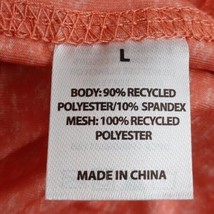 L
BODY: 90% RECYCLED
POLYESTER/10% SPANDEX
MESH: 100% RECYCLED
POLYESTER
MADE IN CHINA